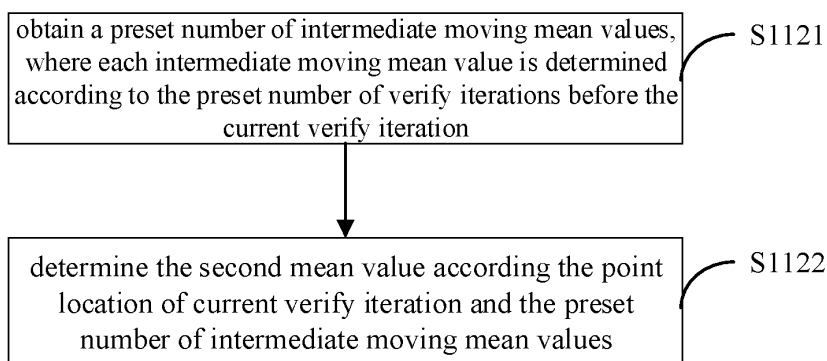 obtain a preset number of intermediate moving mean values,
where each intermediate moving mean value is determined
according to the preset number of verify iterations before the
current verify iteration
S1121
determine the second mean value according the point
location of current verify iteration and the preset
number of intermediate moving mean values
S1122